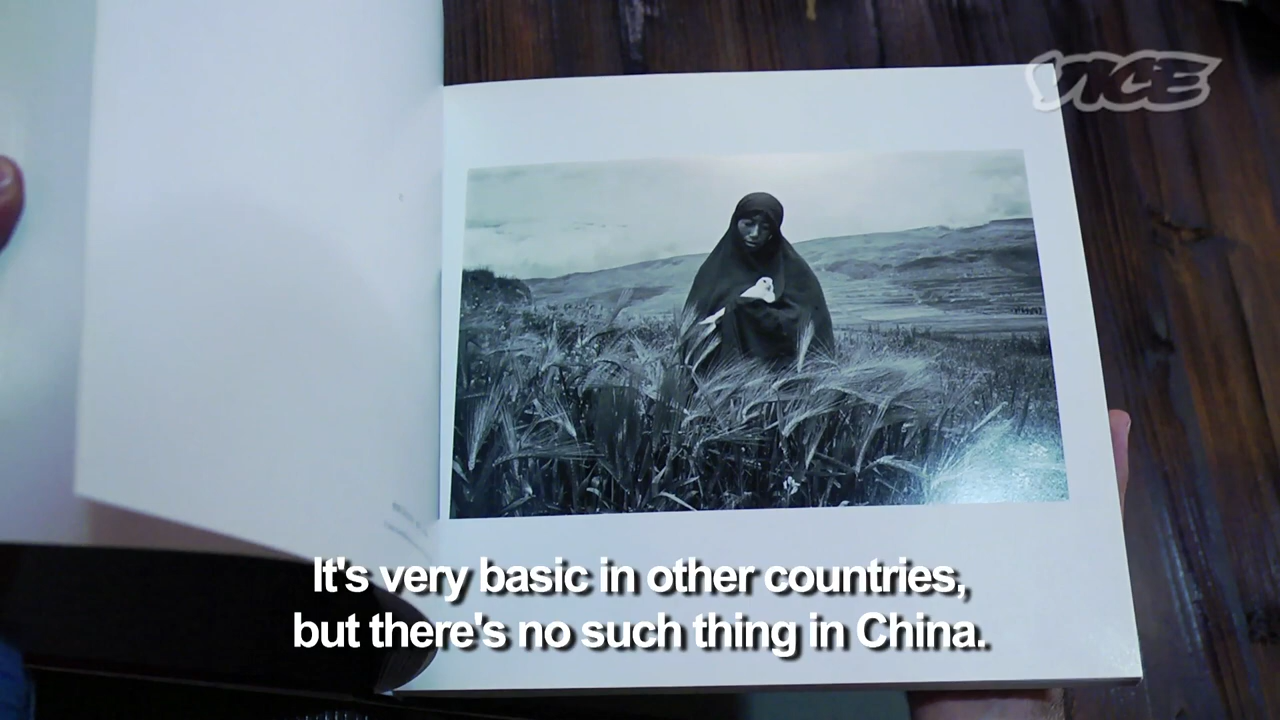 VICE
It's very basic in other countries,
but there's no such thing in China.